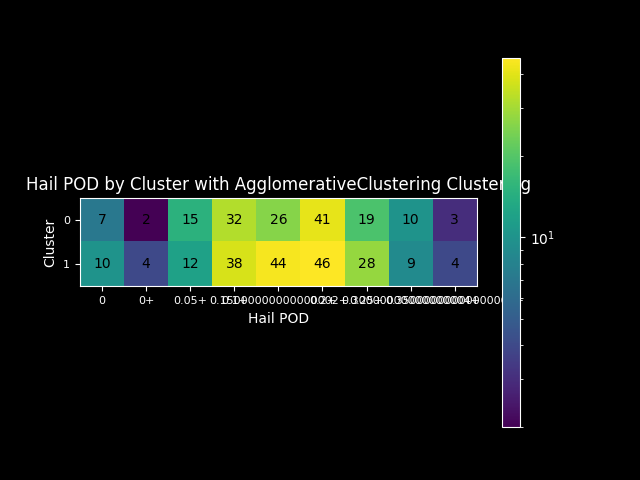 Hail POD by Cluster with AgglomerativeClustering Clustering
Cluster
0 7 2 15 32 26 41 19 10 3
1 10 4 12 38 44 46 28 9 4
0 0+ 0.05+
Hail POD
10¹